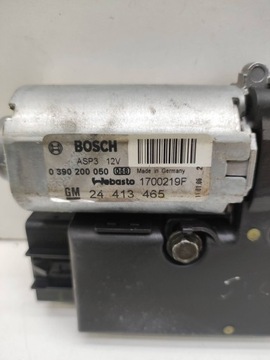 BOSCH
ASP3 12V
0 390 200 050 Made in Germany
Webasto 1700219F
GM 24 413 465